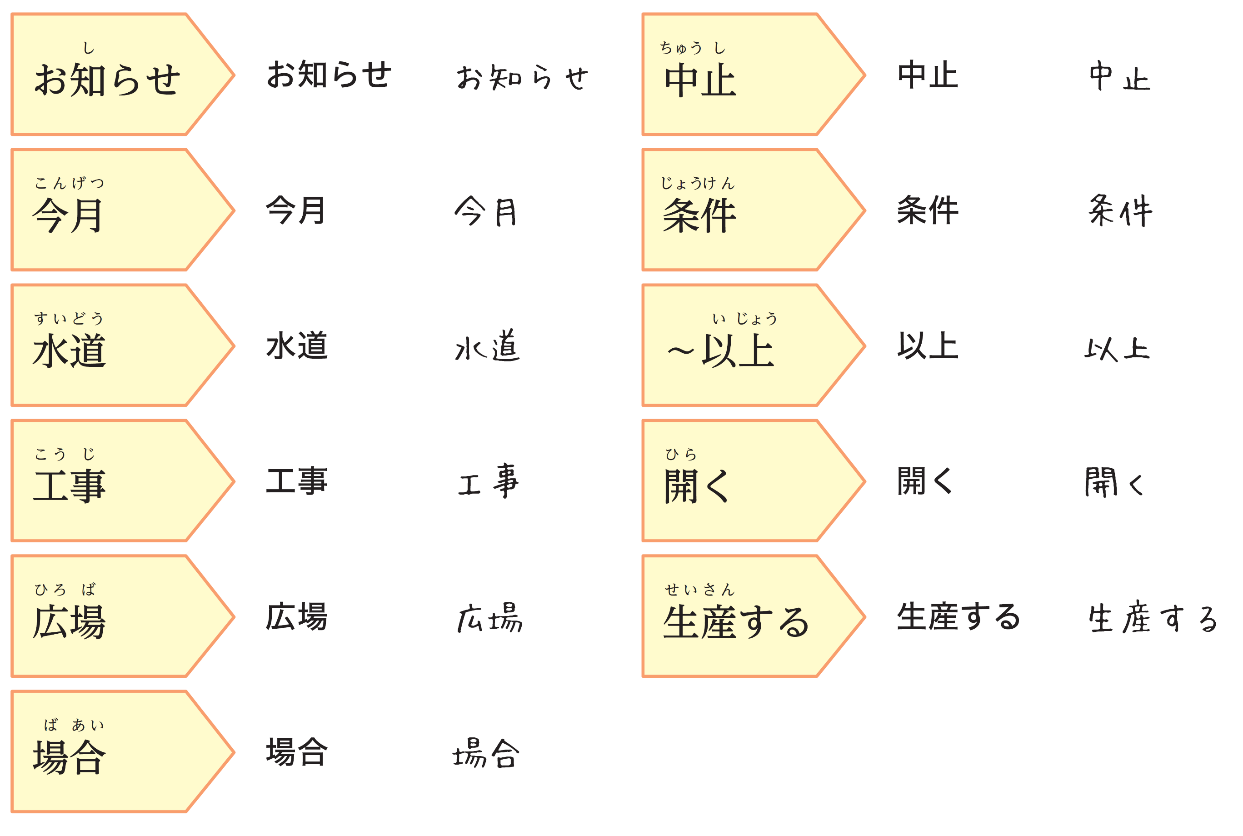 し
お知らせ お知らせ お知らせ
こんげつ
今月 今月 今月
すいどう
水道 水道 水道
こう じ
工事 工事 工事
ひろ ば
広場 広場 広場
ば あい
場合 場合 場合
ちゅう し
中止 中止 中止
じょうけん
条件 条件 条件
い じょう
～以上 以上 以上
ひら
開く 開く 開く
せいさん
生産する 生産する 生産する